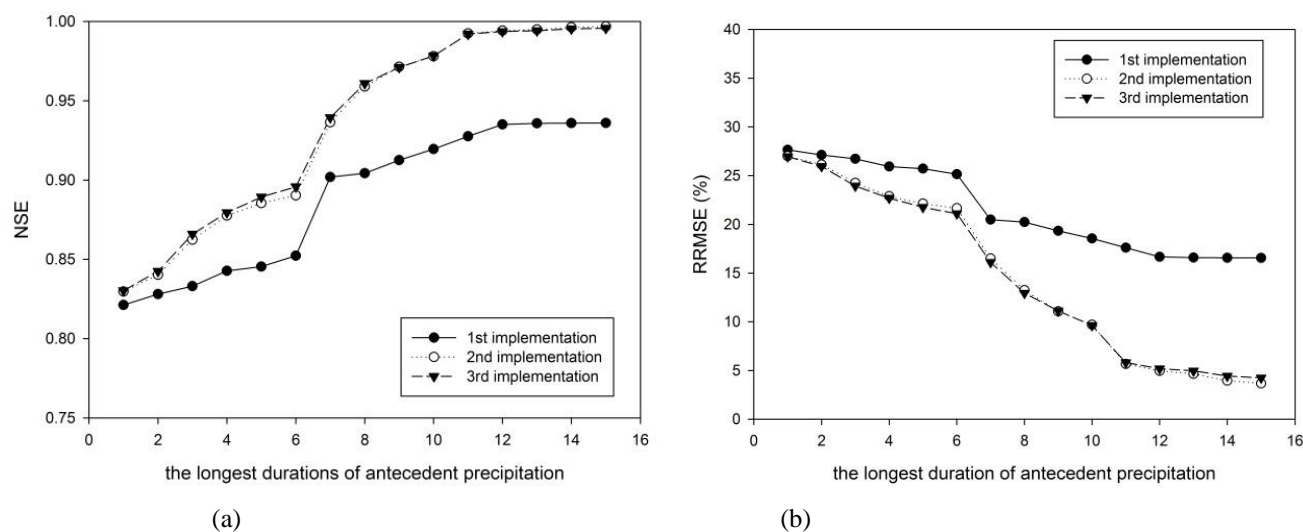 1.00
0.95
0.90
0.85
0.80
0.75
NSE
0 2 4 6 8 10 12 14 16
the longest durations of antecedent precipitation
1st implementation
2nd implementation
3rd implementation
(a)
40
35
30
25
20
15
10
5
0
RRMSE (%)
0 2 4 6 8 10 12 14 16
the longest duration of antecedent precipitation
1st implementation
2nd implementation
3rd implementation
(b)